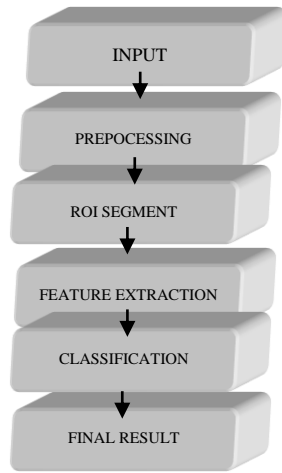 INPUT
PREPOCESSING
ROI SEGMENT
FEATURE EXTRACTION
CLASSIFICATION
FINAL RESULT